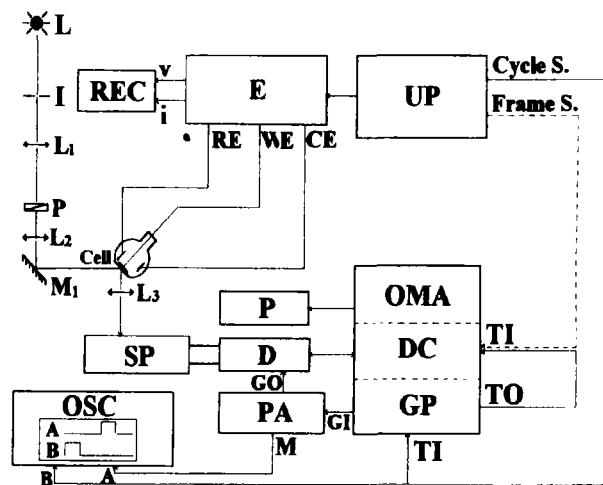 L
Cycle S.
v
REC
E
UP
I
i
Frame S.
RE
WE
CE
L1
P
L2
Cell
M1
L3
P
OMA
TI
SP
D
DC
GO
TO
OSC
PA
GP
A
GI
B
M
TI
B
A